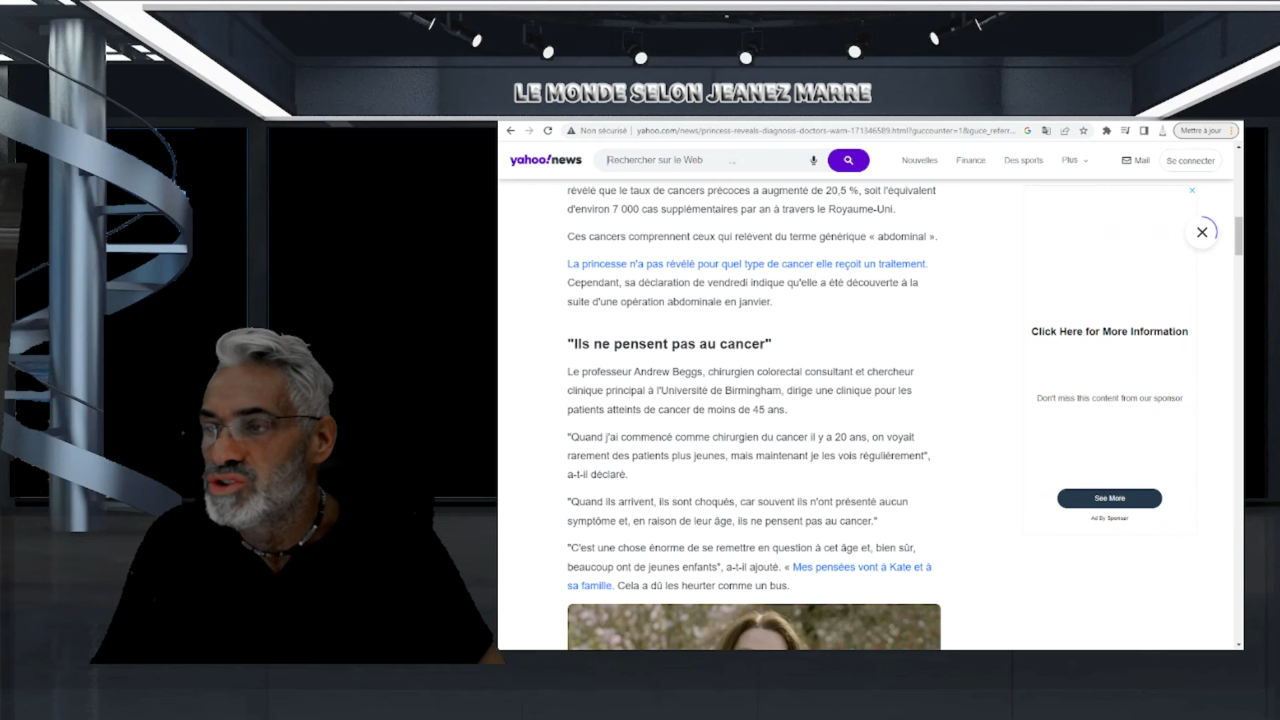 LE MONDE SELON JEANEZ MARRE
Non sécurisé | yahoo.com/news/princess-reveals-diagnosis-doctors-warn-171346589.html?guccounter=1&guce_referr...
Mettre à jour
yahoo!news
Rechercher sur le Web
Nouvelles
Finance
Des sports
Plus
Mail
Se connecter
révélé que le taux de cancers précoces a augmenté de 20,5 %, soit l'équivalent
d'environ 7 000 cas supplémentaires par an à travers le Royaume-Uni.
Ces cancers comprennent ceux qui relèvent du terme générique « abdominal ».
La princesse n'a pas révélé pour quel type de cancer elle reçoit un traitement.
Cependant, sa déclaration de vendredi indique qu'elle a été découverte à la
suite d'une opération abdominale en janvier.
"Ils ne pensent pas au cancer"
Le professeur Andrew Beggs, chirurgien colorectal consultant et chercheur
clinique principal à l'Université de Birmingham, dirige une clinique pour les
patients atteints de cancer de moins de 45 ans.
"Quand j'ai commencé comme chirurgien du cancer il y a 20 ans, on voyait
rarement des patients plus jeunes, mais maintenant je les vois régulièrement",
a-t-il déclaré.
"Quand ils arrivent, ils sont choqués, car souvent ils n'ont présenté aucun
symptôme et, en raison de leur âge, ils ne pensent pas au cancer."
"C'est une chose énorme de se remettre en question à cet âge et, bien sûr,
beaucoup ont de jeunes enfants", a-t-il ajouté. « Mes pensées vont à Kate et à
sa famille. Cela a dû les heurter comme un bus.
Click Here for More Information
Don't miss this content from our sponsor
See More
Ad By Sponsor